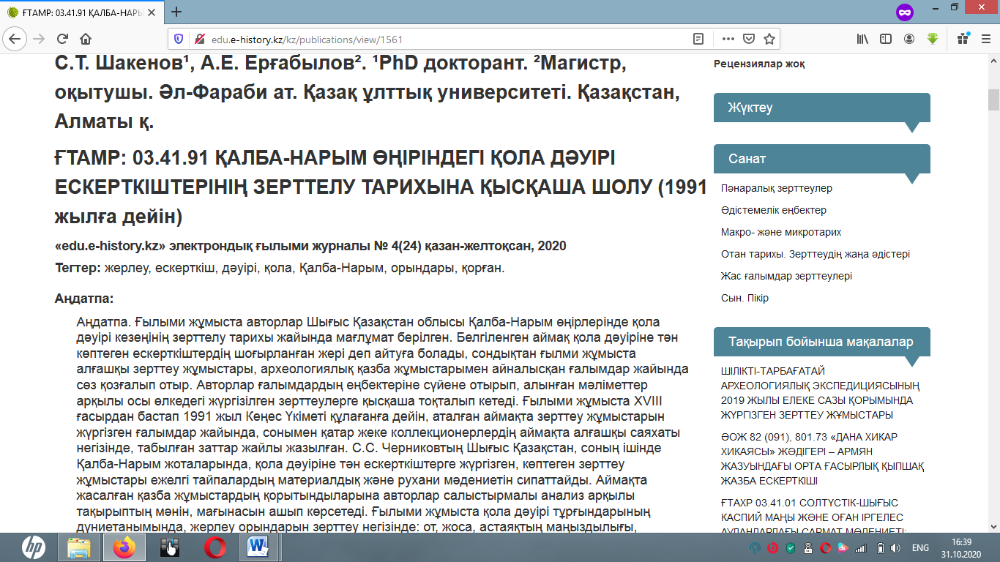 ҒТАМР: 03.41.91 ҚАЛБА-НАРЫ
edu.e-history.kz/kz/publications/view/1561
С.Т. Шакенов¹, А.Е. Ерғабылов². ¹PhD докторант. ²Магистр,
оқытушы. Әл-Фараби ат. Қазақ ұлттық университеті. Қазақстан,
Алматы қ.
ҒТАМР: 03.41.91 ҚАЛБА-НАРЫМ ӨҢІРІНДЕГІ ҚОЛА ДӘУІРІ
ЕСКЕРТКІШТЕРІНІҢ ЗЕРТТЕЛУ ТАРИХЫНА ҚЫСҚАША ШОЛУ (1991
жылға дейін)
«edu.e-history.kz» электрондық ғылыми журналы № 4(24) қазан-желтоқсан, 2020
Тегтер: жерлеу, ескерткіш, дәуірі, қола, Қалба-Нарым, орындары, қорған.
Аңдатпа:
Аңдатпа. Ғылыми жұмыста авторлар Шығыс Қазақстан облысы Қалба-Нарым өңірлерінде қола
дәуірі кезеңінің зерттелу тарихы жайында мағлұмат берілген. Белгіленген аймақ қола дәуіріне тән
көптеген ескерткіштердің шоғырланған жері деп айтуға болады, сондықтан ғылми жұмыста
алғашқы зерттеу жұмыстары, археологиялық қазба жұмыстарымен айналысқан ғалымдар жайында
сөз қозғалып отыр. Авторлар ғалымдардың еңбектеріне сүйене отырып, алынған мәліметтер
арқылы осы өлкедегі жүргізілген зерттеулерге қысқаша тоқталып кетеді. Ғылыми жұмыста XVIII
ғасырдан бастап 1991 жыл Кеңес Үкіметі құлағанға дейін, аталған аймақта зерттеу жұмыстарын
жүргізген ғалымдар жайында, сонымен қатар жеке коллекционерлердің аймақта алғашқы саяхаты
негізінде, табылған заттар жайлы жазылған. С.С. Черниковтың Шығыс Қазақстан, соның ішінде
Қалба-Нарым жоталарында, қола дәуіріне тән ескерткіштерге жүргізген, көптеген зерттеу
жұмыстары ежелгі тайпалардың материалдық және рухани мәдениетін сипаттайды. Аймақта
жасалған қазба жұмыстардың қорытындыларына авторлар салыстырмалы анализ арқылы
тақырыптың мәнін, мағынасын ашып көрсетеді. Ғылыми жұмыста қола дәуірі тұрғындарының
дүниетанымында, жерлеу орындарын зерттеу негізінде: от, жоса, астаяқтың маңыздылығы,
Рецензиялар жоқ
Жүктеу
Санат
Пәнаралық зерттеулер
Әдістемелік еңбектер
Макро- және микротарих
Отан тарихы. Зерттеудің жаңа әдістері
Жас ғалымдар зерттеулері
Сын. Пікір
Тақырып бойынша мақалалар
ШІЛІКТІ-ТАРБАҒАТАЙ
АРХЕОЛОГИЯЛЫҚ ЭКСПЕДИЦИЯСЫНЫҢ
2019 ЖЫЛЫ ЕЛЕКЕ САЗЫ ҚОРЫМЫНДА
ЖҮРГІЗГЕН ЗЕРТТЕУ ЖҰМЫСТАРЫ
ӘОЖ 82 (091), 801.73 «ДАНА ХИКАР
ХИКАЯСЫ» ЖӘДІГЕРІ – АРМЯН
ЖАЗУЫНДАҒЫ ОРТА ҒАСЫРЛЫҚ ҚЫПШАҚ
ЖАЗБА ЕСКЕРТКІШІ
ҒТАХР 03.41.01 СОЛТҮСТІК-ШЫҒЫС
КАСПИЙ МАҢЫ ЖӘНЕ ОҒАН ІРГЕЛЕС
АУДАНДАРДАҒЫ САРМАТ МӘДЕНИЕТІ:
hp
ENG
16:39
31.10.2020